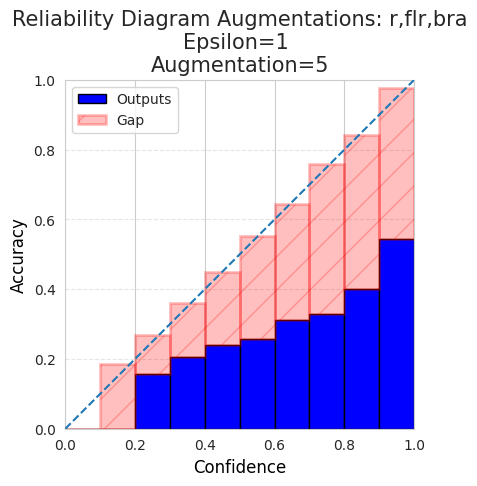 Reliability Diagram Augmentations: r,flr,bra
Epsilon=1
Augmentation=5
1.0
Outputs
Gap
0.8
0.6
Accuracy
0.4
0.2
0.0
0.0 0.2 0.4 0.6 0.8 1.0
Confidence